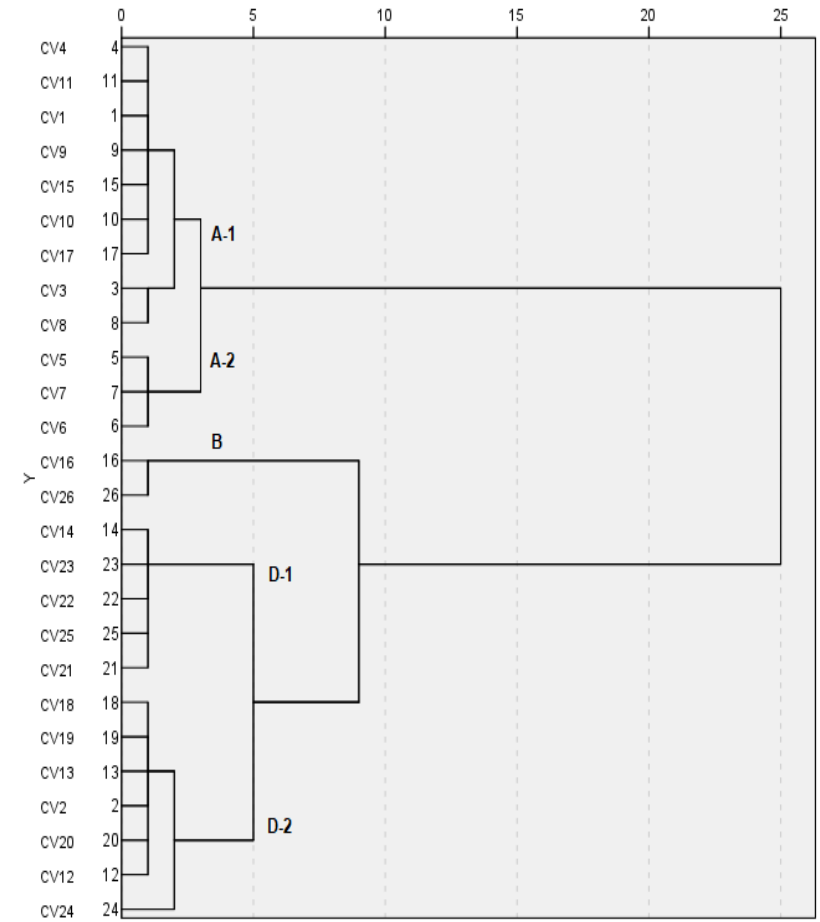 0 5 10 15 20 25
CV4 4
CV11 11
CV1 1
CV9 9
CV15 15
CV10 10
A-1
CV17 17
CV3 3
CV8 8
CV5 5
A-2
CV7 7
CV6 6
B
CV16 16
Y
CV26 26
CV14 14
CV23 23
D-1
CV22 22
CV25 25
CV21 21
CV18 18
CV19 19
CV13 13
CV2 2
D-2
CV20 20
CV12 12
CV24 24